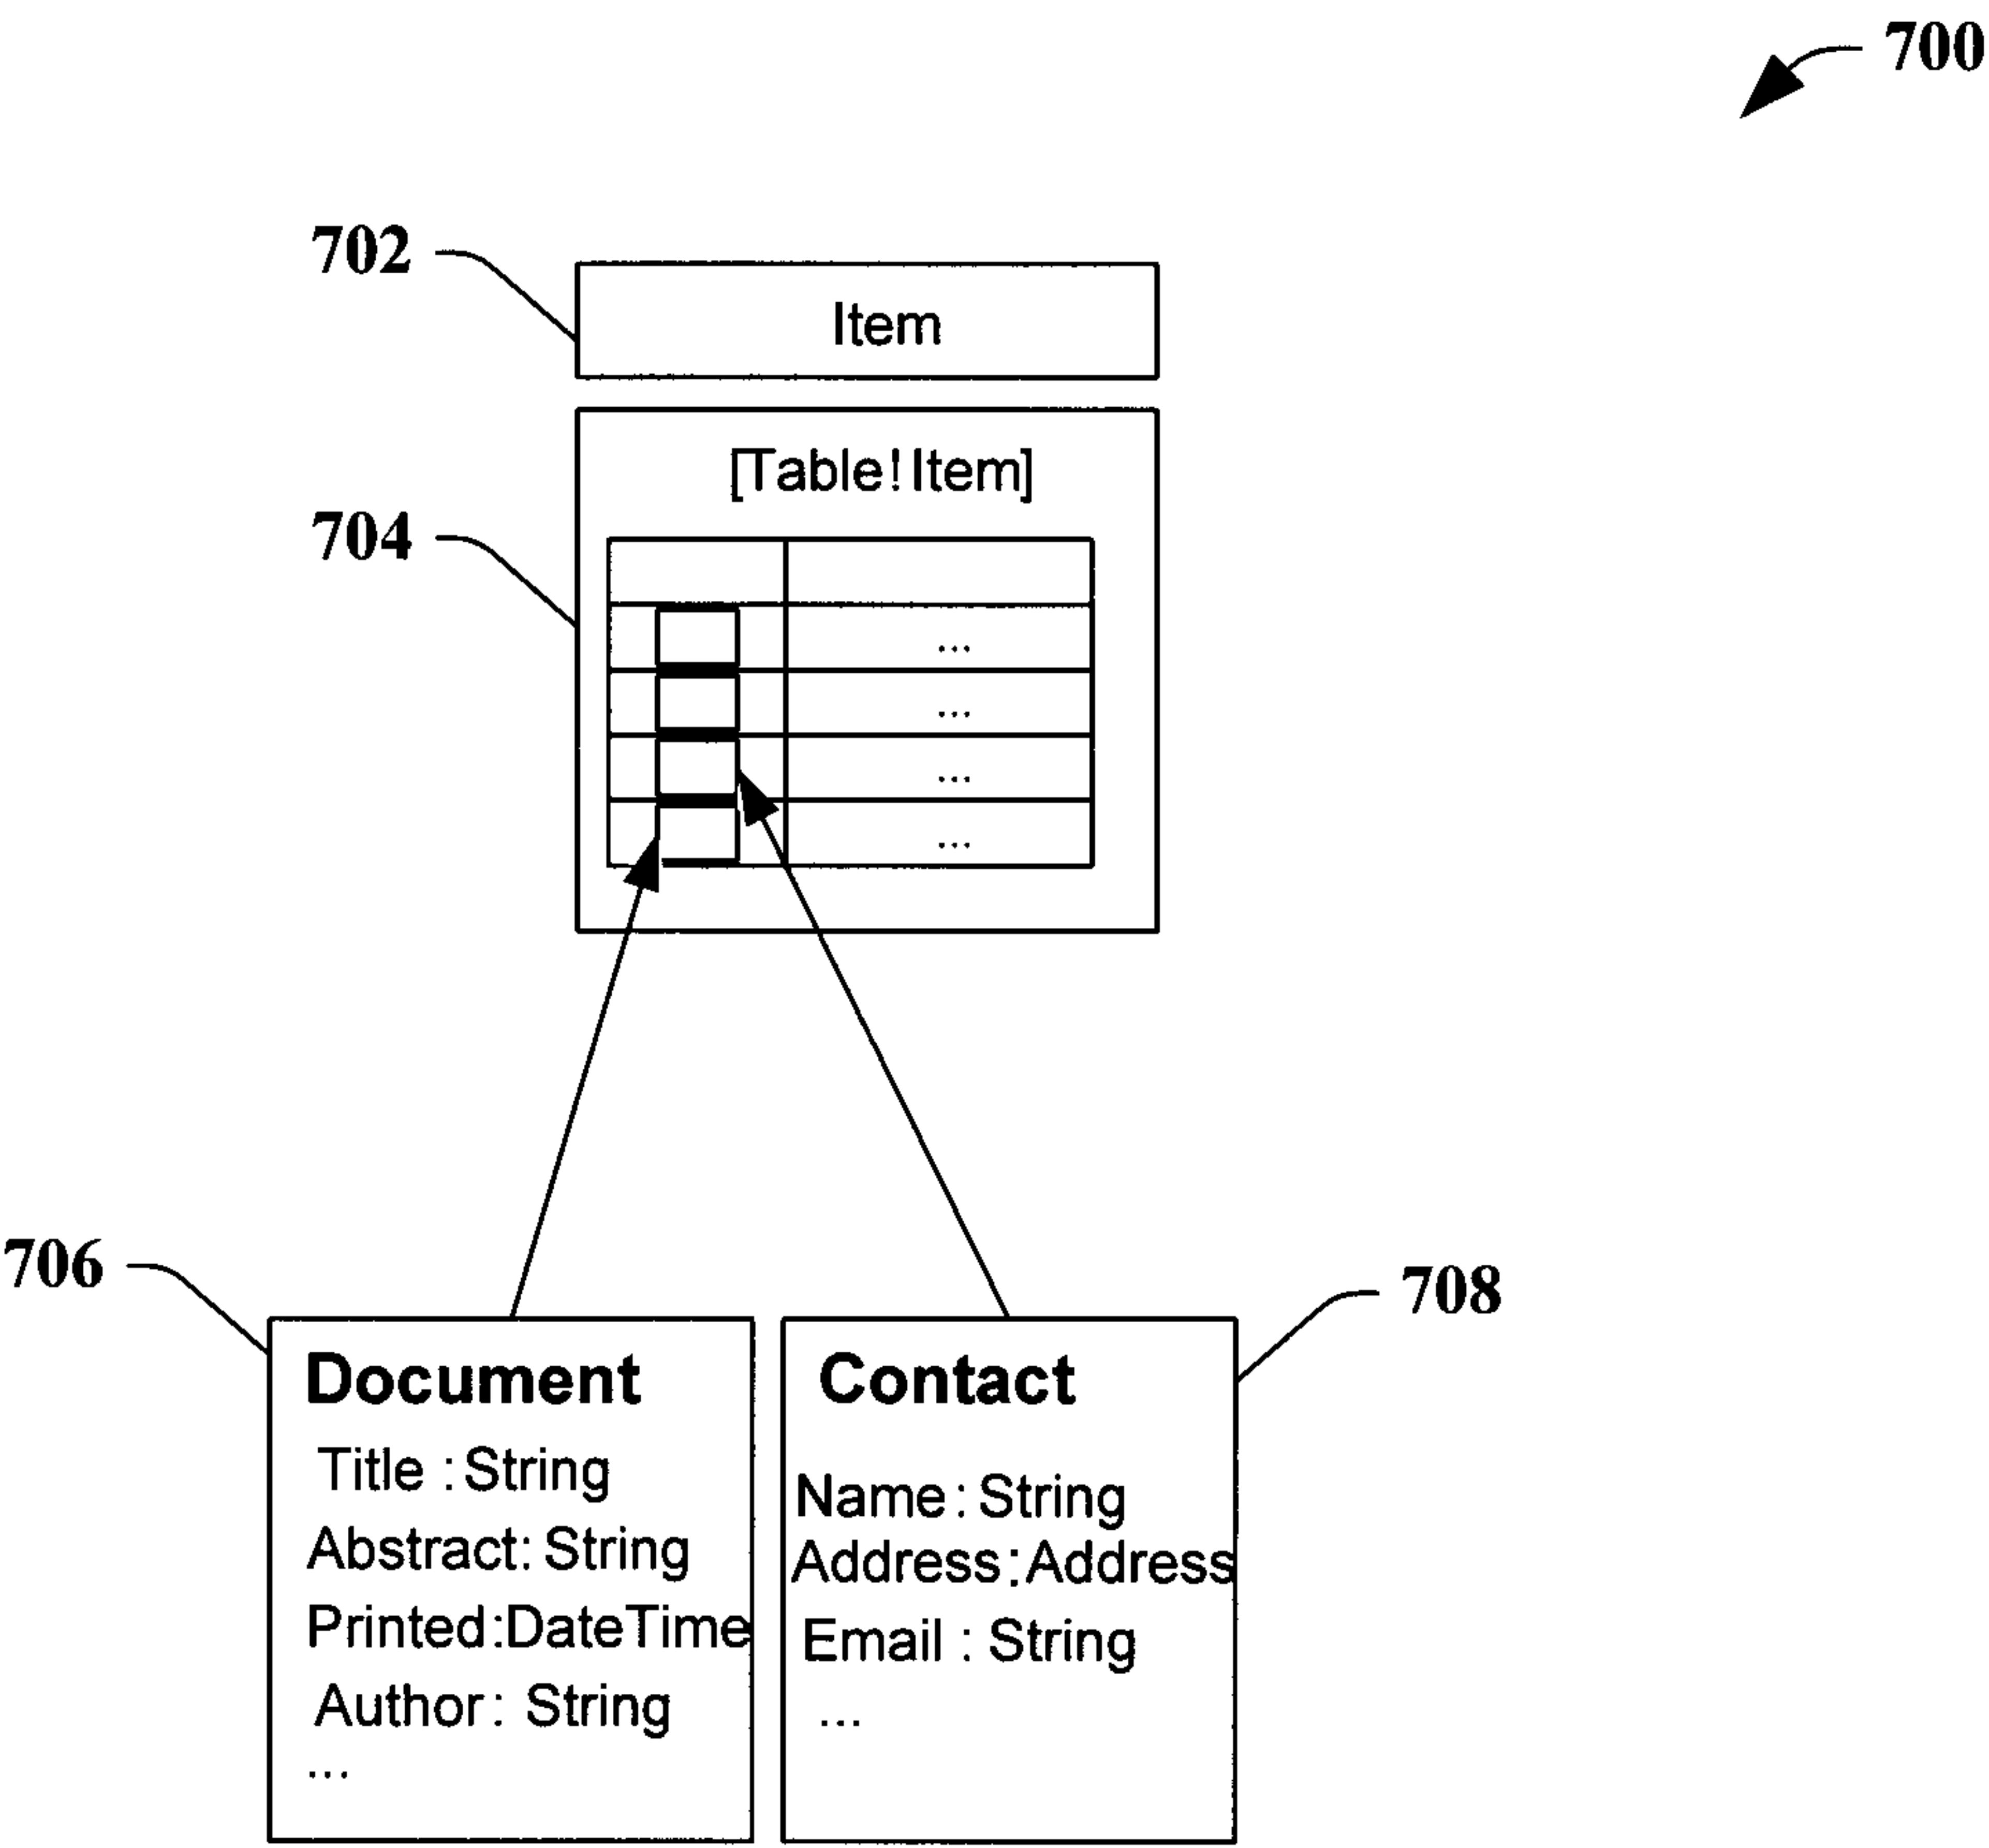 700
702
Item
[Table!Item]
704
...
...
...
...
706
708
Document
Title : String
Abstract: String
Printed:DateTime
Author: String
...
Contact
Name: String
Address:Address
Email : String
...